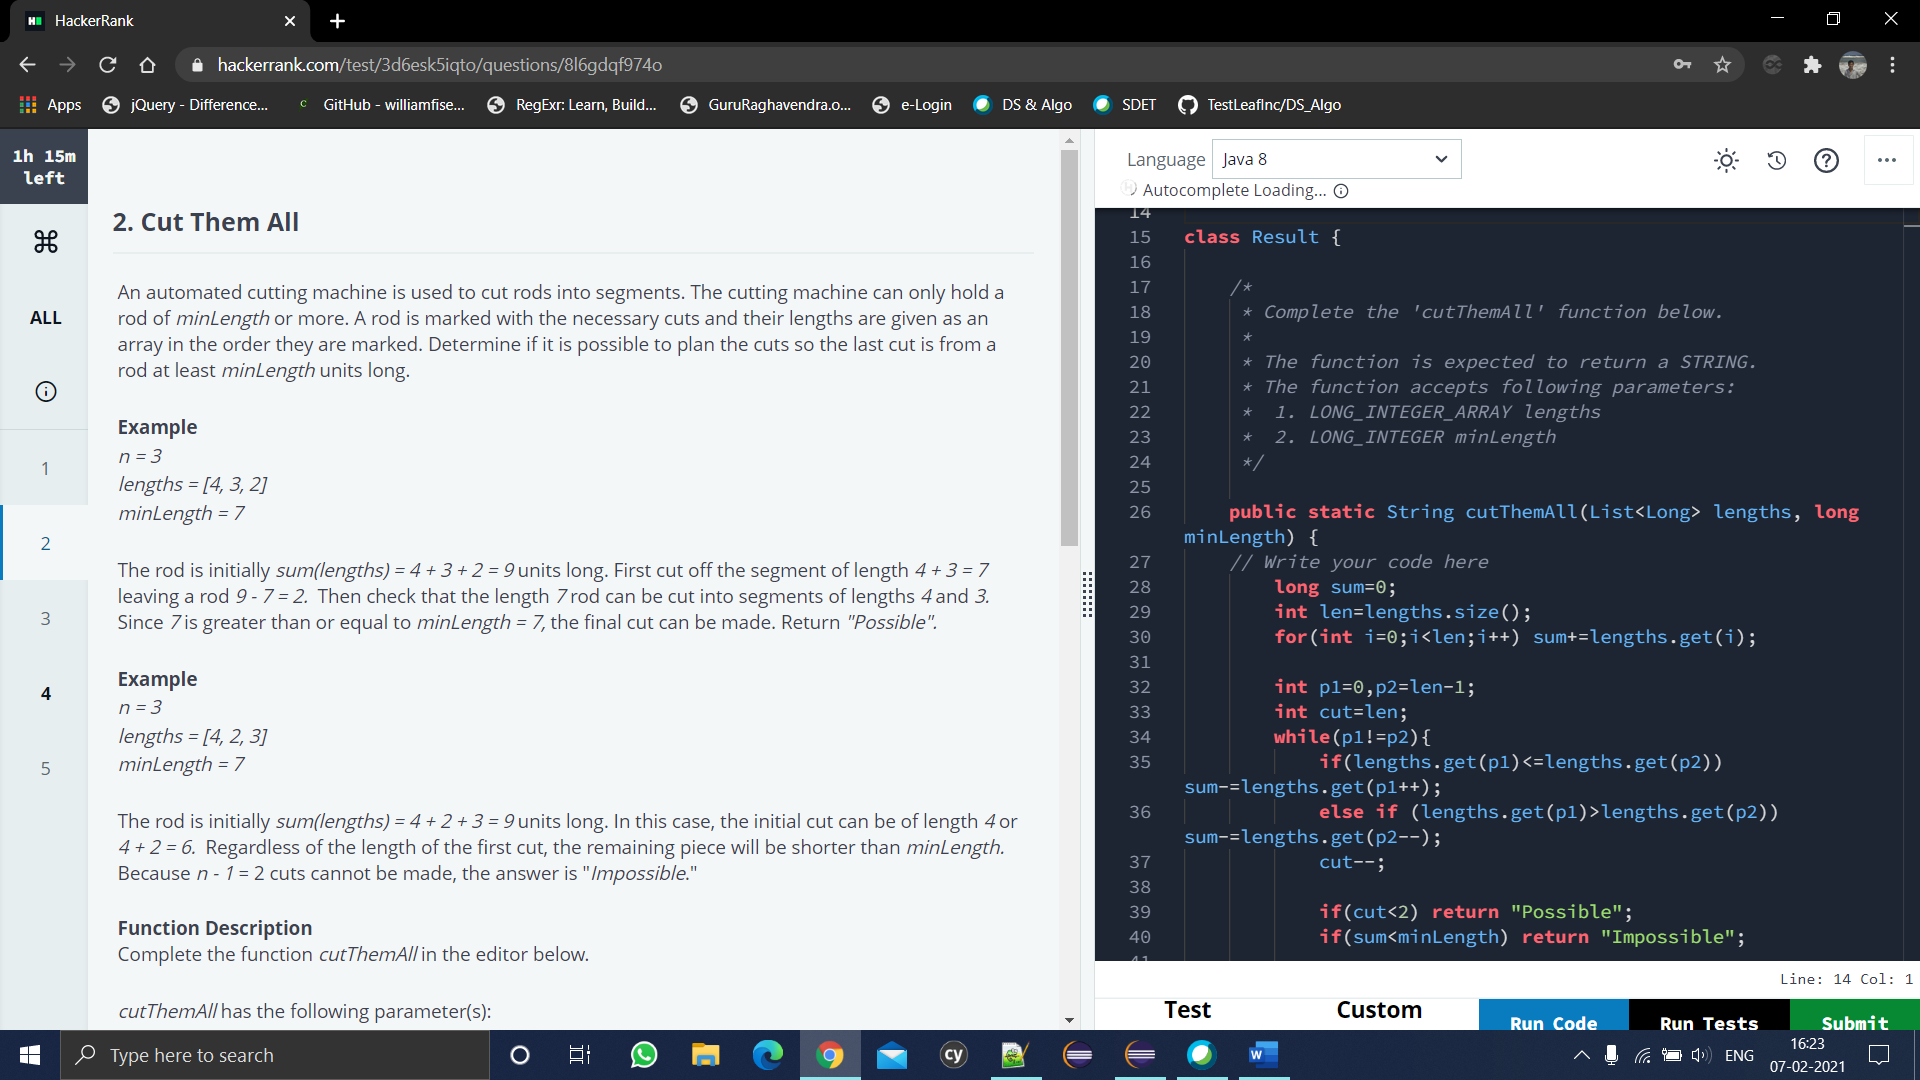 HackerRank
hackerrank.com/test/3d6esk5iqto/questions/8l6gdqf974o
Apps
jQuery - Difference...
GitHub - williamfise...
RegExr: Learn, Build...
GuruRaghavendra.o...
e-Login
DS & Algo
SDET
TestLeafInc/DS_Algo
1h 15m
left
ALL
1
2
3
4
5
2. Cut Them All
An automated cutting machine is used to cut rods into segments. The cutting machine can only hold a
rod of minLength or more. A rod is marked with the necessary cuts and their lengths are given as an
array in the order they are marked. Determine if it is possible to plan the cuts so the last cut is from a
rod at least minLength units long.
Example
n = 3
lengths = [4, 3, 2]
minLength = 7
The rod is initially sum(lengths) = 4 + 3 + 2 = 9 units long. First cut off the segment of length 4 + 3 = 7
leaving a rod 9 - 7 = 2. Then check that the length 7 rod can be cut into segments of lengths 4 and 3.
Since 7 is greater than or equal to minLength = 7, the final cut can be made. Return "Possible".
Example
n = 3
lengths = [4, 2, 3]
minLength = 7
The rod is initially sum(lengths) = 4 + 2 + 3 = 9 units long. In this case, the initial cut can be of length 4 or
4 + 2 = 6. Regardless of the length of the first cut, the remaining piece will be shorter than minLength.
Because n - 1 = 2 cuts cannot be made, the answer is "Impossible."
Function Description
Complete the function cutThemAll in the editor below.
cutThemAll has the following parameter(s):
Language
Java 8
Autocomplete Loading...
14
15 class Result {
16
17 /*
18 * Complete the 'cutThemAll' function below.
19 *
20 * The function is expected to return a STRING.
21 * The function accepts following parameters:
22 * 1. LONG_INTEGER_ARRAY lengths
23 * 2. LONG_INTEGER minLength
24 */
25
26 public static String cutThemAll(List<Long> lengths, long
minLength) {
27 // Write your code here
28 long sum=0;
29 int len=lengths.size();
30 for(int i=0;i<len;i++) sum+=lengths.get(i);
31
32 int p1=0,p2=len-1;
33 int cut=len;
34 while(p1!=p2){
35 if(lengths.get(p1)<=lengths.get(p2))
sum-=lengths.get(p1++);
36 else if (lengths.get(p1)>lengths.get(p2))
sum-=lengths.get(p2--);
37 cut--;
38
39 if(cut<2) return "Possible";
40 if(sum<minLength) return "Impossible";
41
Line: 14 Col: 1
Test
Custom
Run Code
Run Tests
Submit
Type here to search
cy
ENG
16:23
07-02-2021